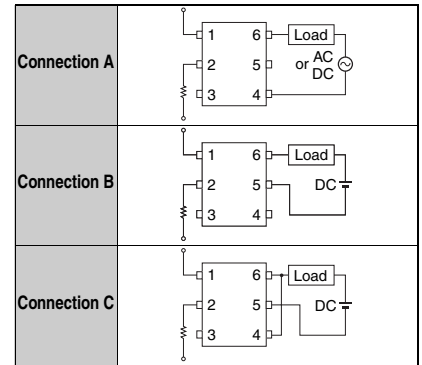 Connection A
1 6 Load
2 5 or AC
DC
3 4
Connection B
1 6 Load
2 5 DC
3 4
Connection C
1 6 Load
2 5 DC
3 4